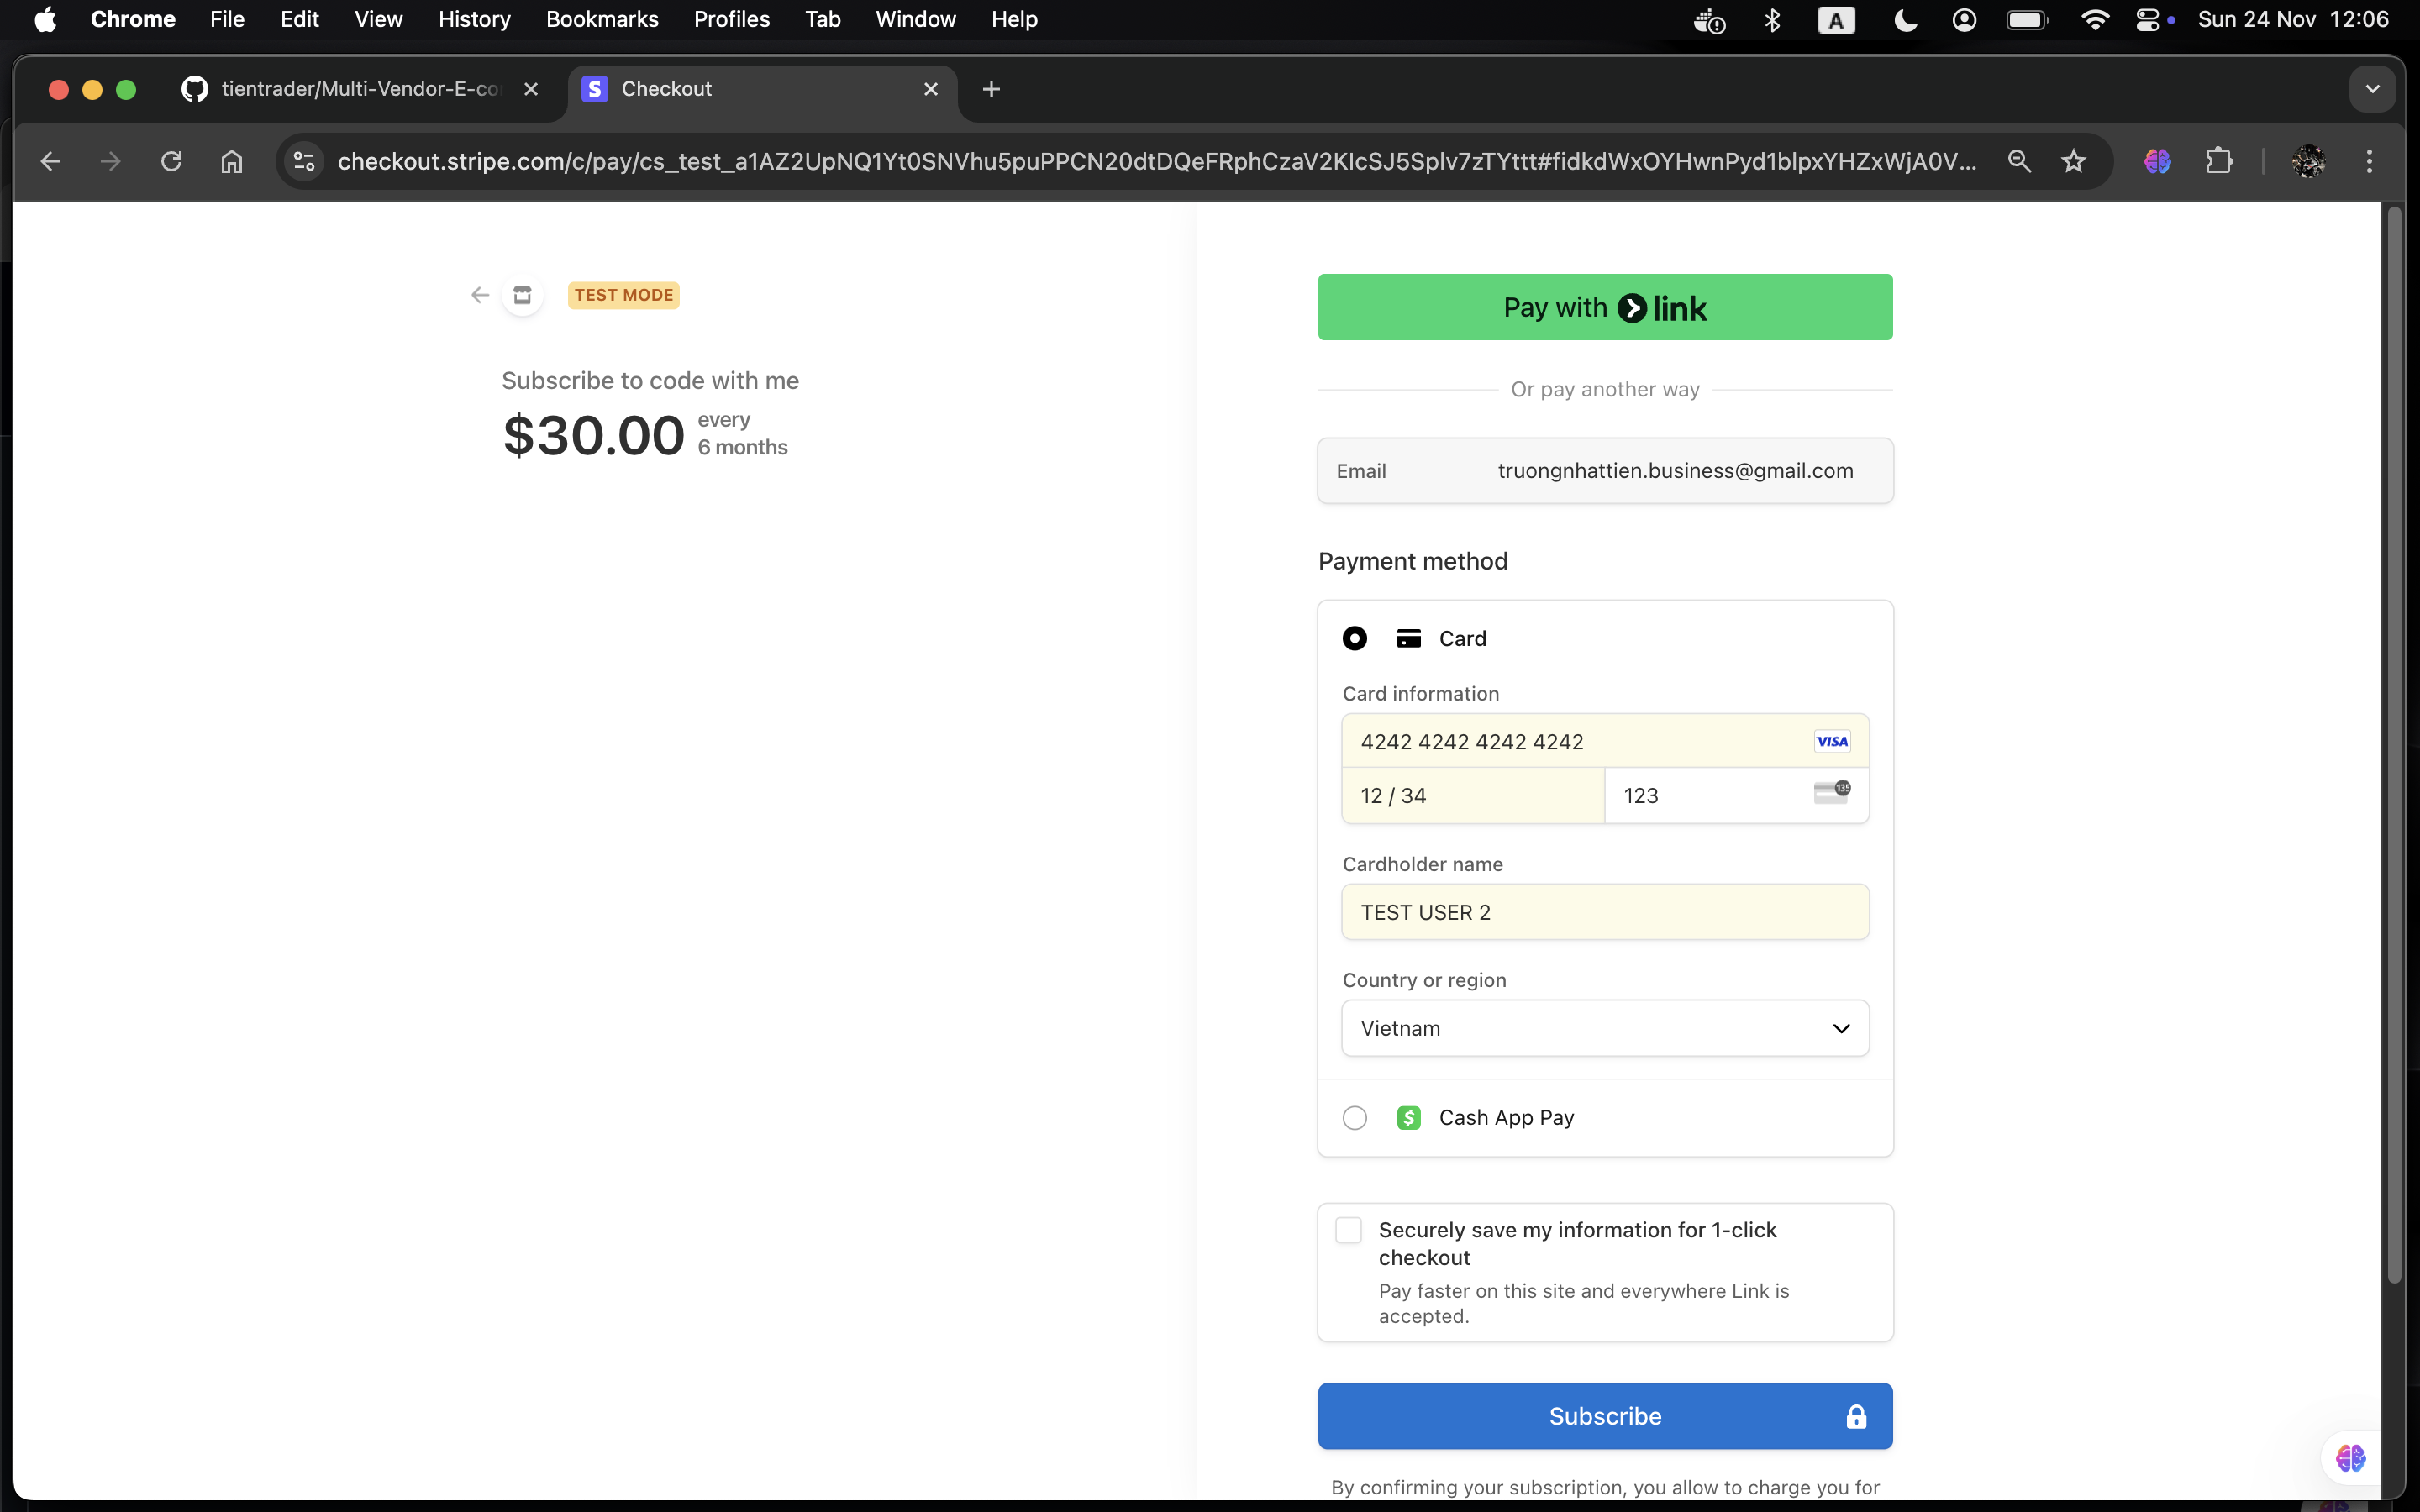 Chrome File Edit View History Bookmarks Profiles Tab Window Help A Sun 24 Nov 12:06
tientrader/Multi-Vendor-E-co
S Checkout
checkout.stripe.com/c/pay/cs_test_a1AZ2UpNQ1Yt0SNVhu5puPPCN20dtDQeFRphCzaV2KIcSJ5Splv7zTYttt#fidkdWxOYHwnPyd1blpxYHZxWjA0V...
TEST MODE
Subscribe to code with me
$30.00 every
6 months
Pay with link
Or pay another way
Email truongnhattien.business@gmail.com
Payment method
Card
Card information
4242 4242 4242 4242 VISA
12 / 34 123 135
Cardholder name
TEST USER 2
Country or region
Vietnam
$ Cash App Pay
Securely save my information for 1-click
checkout
Pay faster on this site and everywhere Link is
accepted.
Subscribe
By confirming your subscription, you allow to charge you for